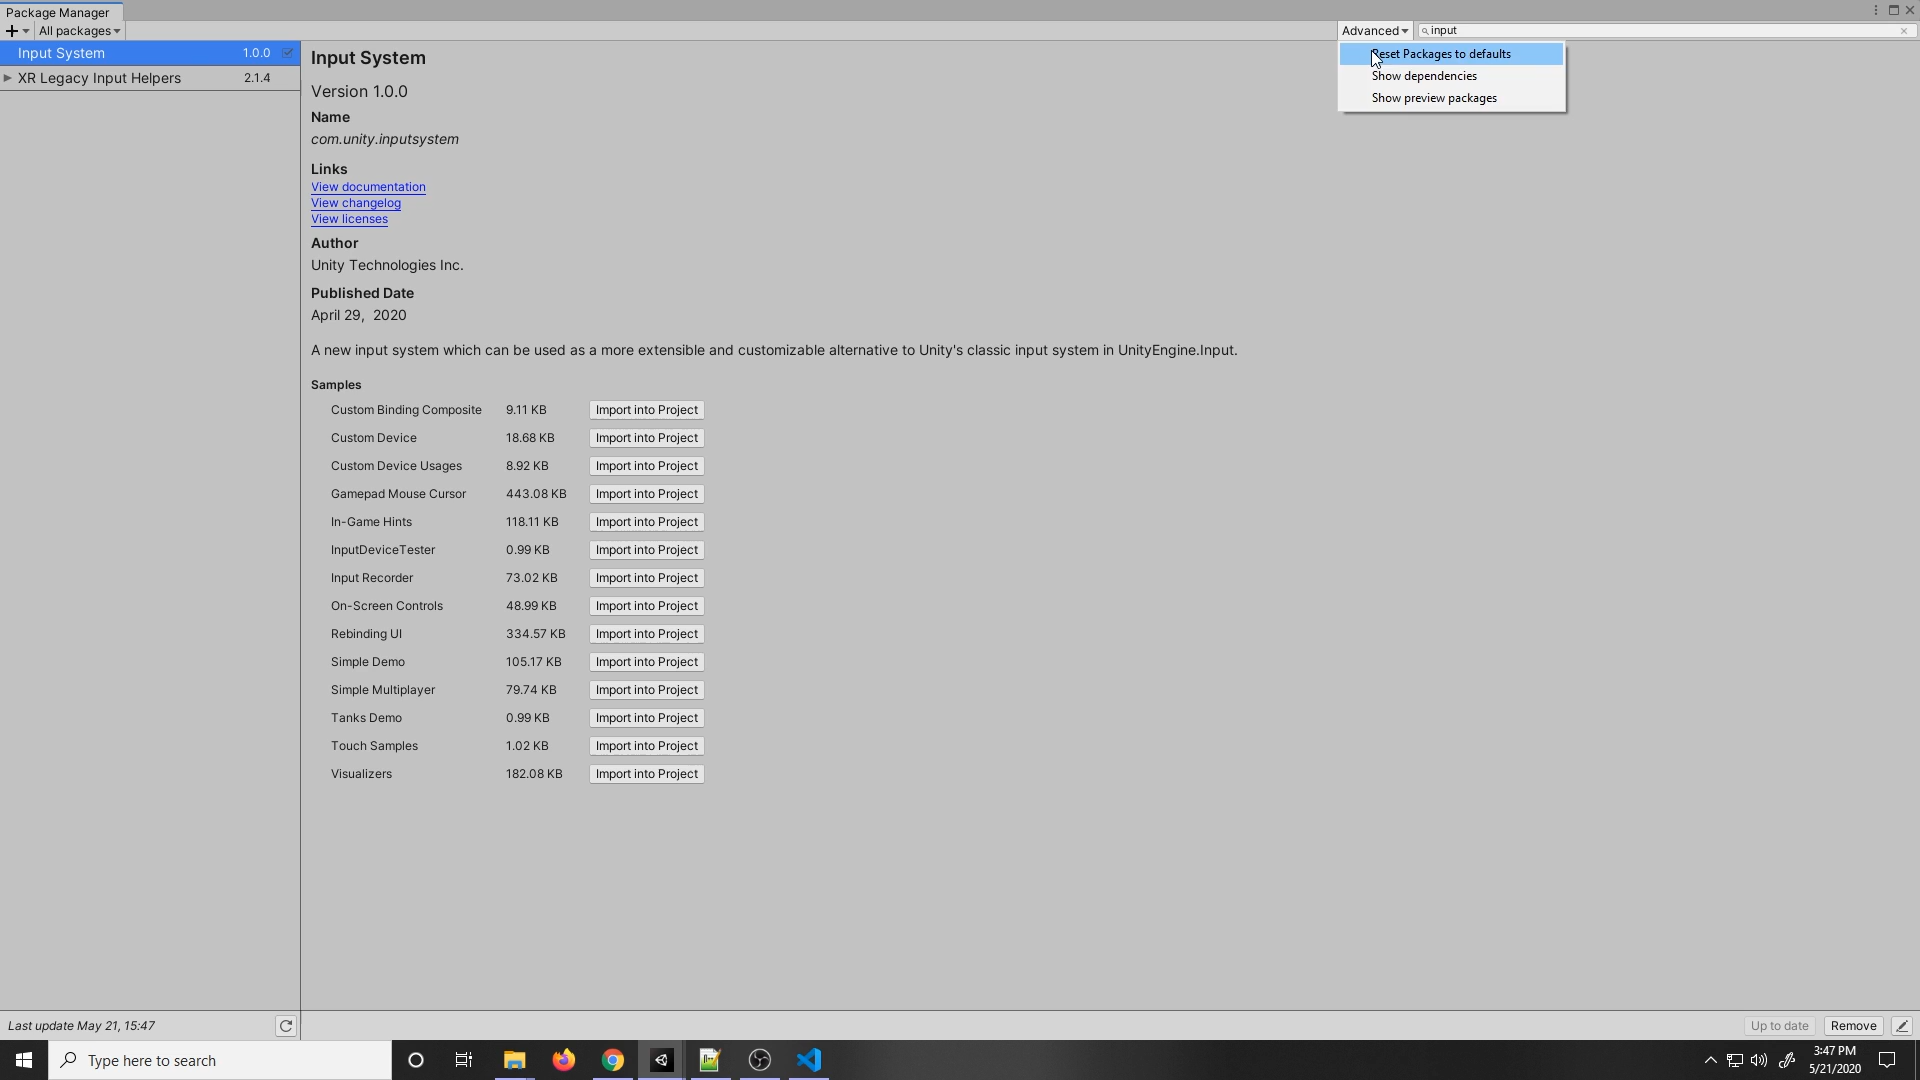 Package Manager
All packages
Advanced
input
Input System 1.0.0
XR Legacy Input Helpers 2.1.4
Reset Packages to defaults
Show dependencies
Show preview packages
Input System
Version 1.0.0
Name
com.unity.inputsystem
Links
View documentation
View changelog
View licenses
Author
Unity Technologies Inc.
Published Date
April 29, 2020
A new input system which can be used as a more extensible and customizable alternative to Unity's classic input system in UnityEngine.Input.
Samples
Custom Binding Composite 9.11 KB Import into Project
Custom Device 18.68 KB Import into Project
Custom Device Usages 8.92 KB Import into Project
Gamepad Mouse Cursor 443.08 KB Import into Project
In-Game Hints 118.11 KB Import into Project
InputDeviceTester 0.99 KB Import into Project
Input Recorder 73.02 KB Import into Project
On-Screen Controls 48.99 KB Import into Project
Rebinding UI 334.57 KB Import into Project
Simple Demo 105.17 KB Import into Project
Simple Multiplayer 79.74 KB Import into Project
Tanks Demo 0.99 KB Import into Project
Touch Samples 1.02 KB Import into Project
Visualizers 182.08 KB Import into Project
Last update May 21, 15:47
Up to date Remove
Type here to search
3:47 PM
5/21/2020